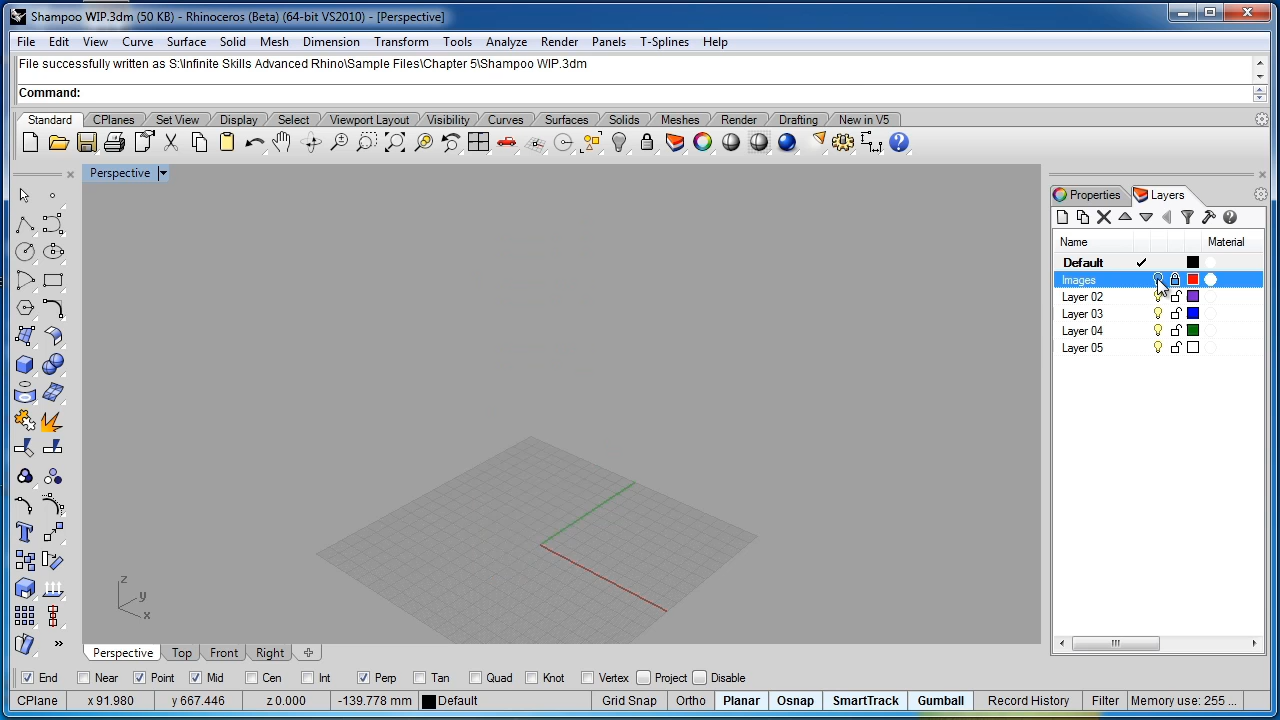 Shampoo WIP.3dm (50 KB) - Rhinoceros (Beta) (64-bit VS2010) - [Perspective]
File Edit View Curve Surface Solid Mesh Dimension Transform Tools Analyze Render Panels T-Splines Help
File successfully written as S:\Infinite Skills Advanced Rhino\Sample Files\Chapter 5\Shampoo WIP.3dm
Command:
Standard CPlanes Set View Display Select Viewport Layout Visibility Curves Surfaces Solids Meshes Render Drafting New in V5
Perspective
Properties Layers
Name Material
Default
Images
Layer 02
Layer 03
Layer 04
Layer 05
z
y
x
Perspective Top Front Right
End Near Point Mid Cen Int Perp Tan Quad Knot Vertex Project Disable
CPlane x 91.980 y 667.446 z 0.000 -139.778 mm Default Grid Snap Ortho Planar Osnap SmartTrack Gumball Record History Filter Memory use: 255 ...